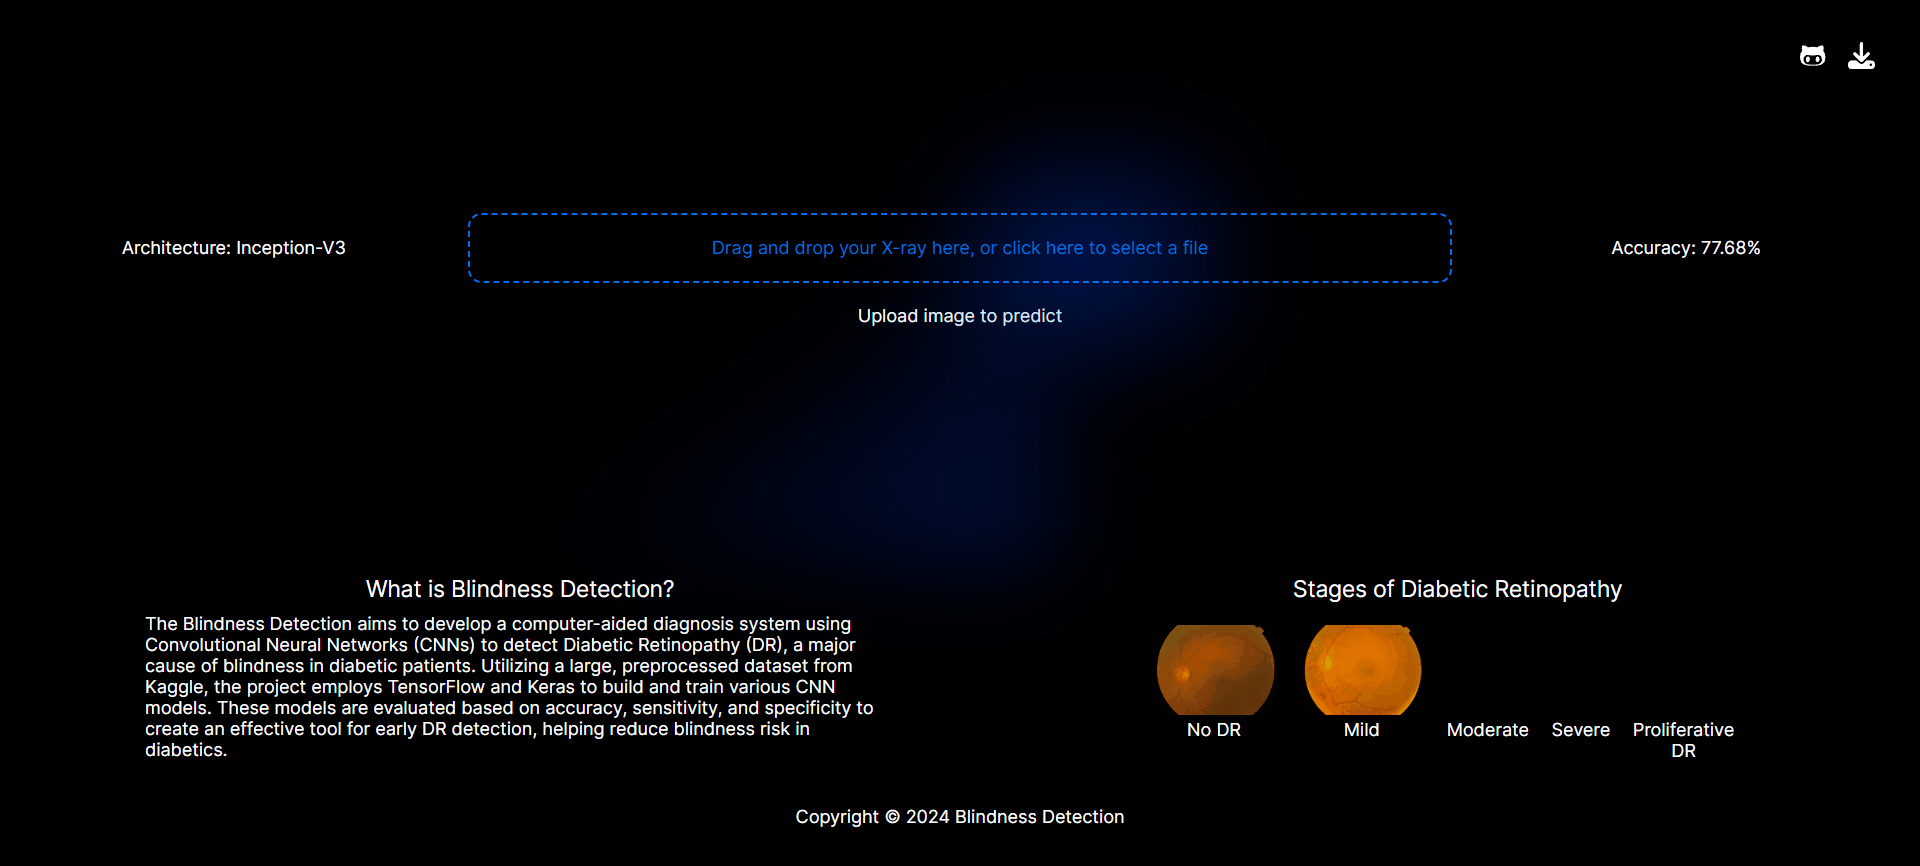 Architecture: Inception-V3
Drag and drop your X-ray here, or click here to select a file
Accuracy: 77.68%
Upload image to predict
What is Blindness Detection?
The Blindness Detection aims to develop a computer-aided diagnosis system using
Convolutional Neural Networks (CNNs) to detect Diabetic Retinopathy (DR), a major
cause of blindness in diabetic patients. Utilizing a large, preprocessed dataset from
Kaggle, the project employs TensorFlow and Keras to build and train various CNN
models. These models are evaluated based on accuracy, sensitivity, and specificity to
create an effective tool for early DR detection, helping reduce blindness risk in
diabetics.
Stages of Diabetic Retinopathy
No DR
Mild
Moderate
Severe
Proliferative
DR
Copyright © 2024 Blindness Detection